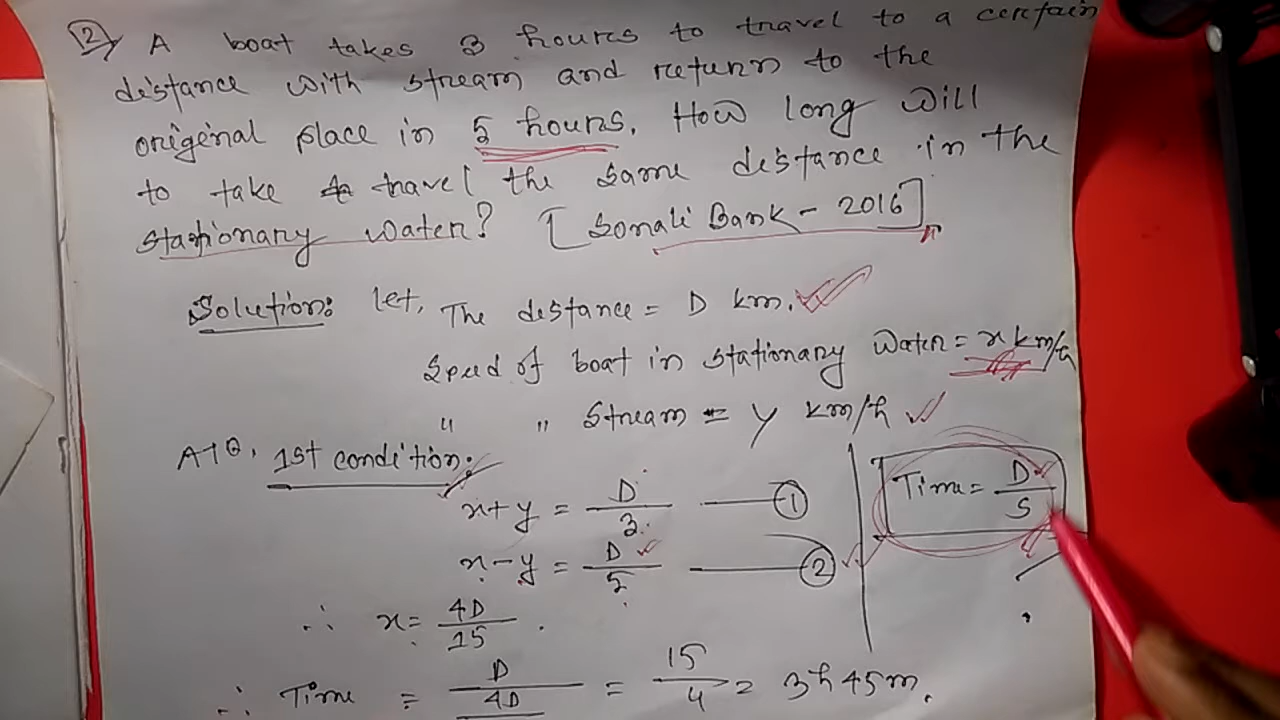 2) A boat takes 3 hours to travel to a certain
distance with stream and return to the
original place in 5 hours. How long will
to take travel the same distance in the
stationary water? [Sonali Bank - 2016]
Solution: let, The distance = D km.
Speed of boat in stationary water = x km/h
" " Stream = y km/h
ATQ, 1st condition:
x+y = D/3 ——— 1
Time = D/S
x-y = D/5 ——— 2
∴ x = 4D/15 .
∴ Time = D/4D = 15/4 = 3h 45m.